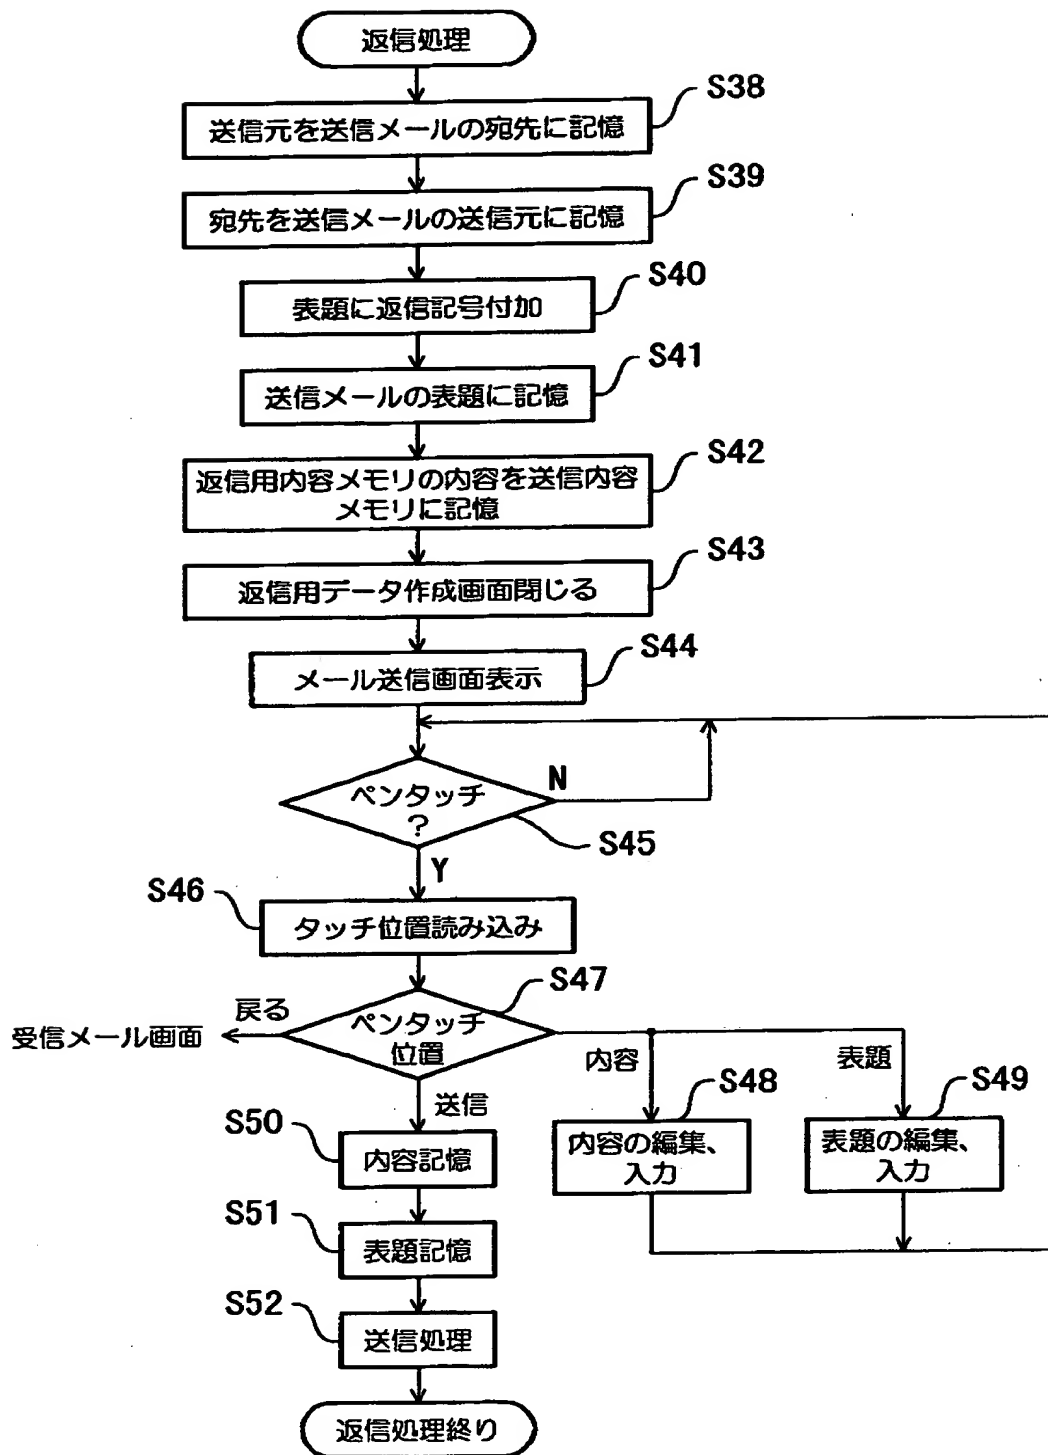 返信処理
S38
送信元を送信メールの宛先に記憶
S39
宛先を送信メールの送信元に記憶
S40
表題に返信記号付加
S41
送信メールの表題に記憶
S42
返信用内容メモリの内容を送信内容
メモリに記憶
S43
返信用データ作成画面閉じる
S44
メール送信画面表示
ペンタッチ
?
N
S45
Y
S46
タッチ位置読み込み
S47
戻る
受信メール画面
ペンタッチ
位置
内容
表題
送信
S48
S49
S50
内容記憶
内容の編集、
入力
表題の編集、
入力
S51
表題記憶
S52
送信処理
返信処理終り